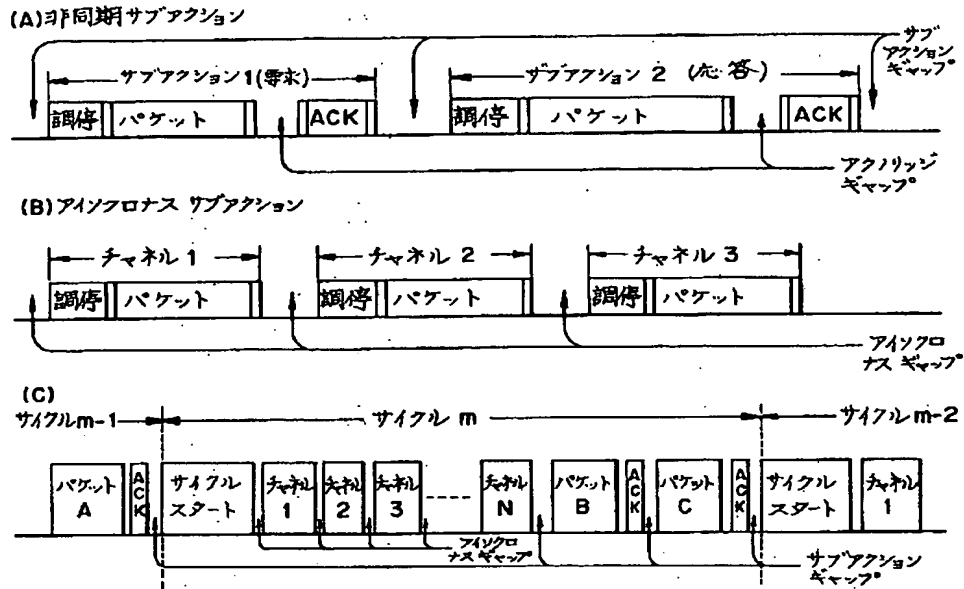 (A)非同期サブアクション
サブ
アクション
ギャップ
サブアクション1(要求)
サブアクション 2 (応答)
調停 パケット ACK 調停 パケット ACK
アクノリッジ
ギャップ
(B)アイソクロナス サブアクション
チャネル 1 チャネル 2 チャネル 3
調停 パケット 調停 パケット 調停 パケット
アイソクロ
ナス ギャップ
(C)
サイクルm-1 サイクル m サイクルm-2
パケット A ACK サイクル スタート チャネル 1 チャネル 2 チャネル 3 チャネル N パケット B ACK パケット C ACK サイクル スタート チャネル 1
アイソクロ
ナスギャップ
サブアクション
ギャップ